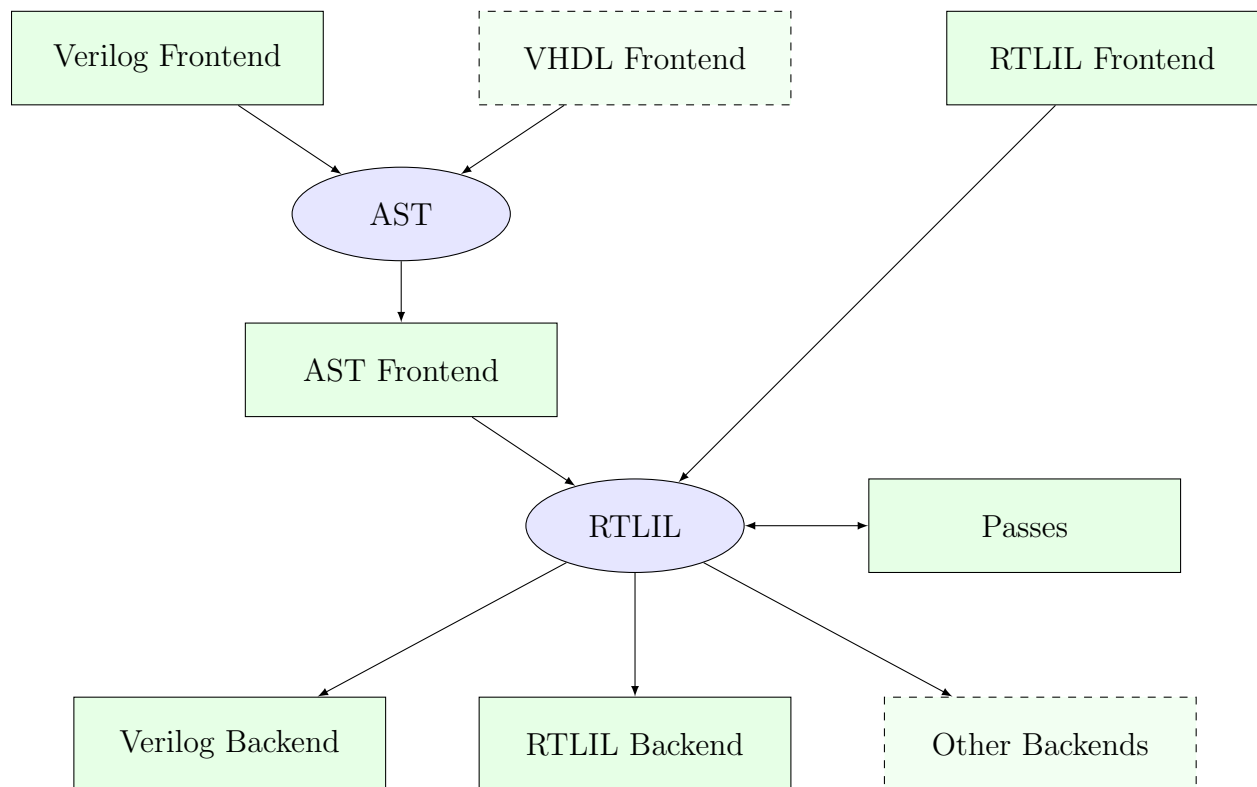 Verilog Frontend
VHDL Frontend
RTLIL Frontend
AST
AST Frontend
RTLIL
Passes
Verilog Backend
RTLIL Backend
Other Backends